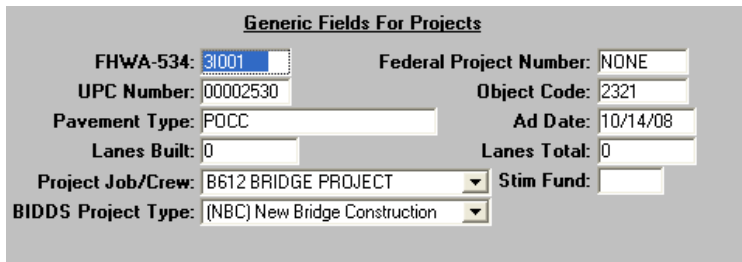 Generic Fields For Projects
FHWA-534: 3I001 Federal Project Number: NONE
UPC Number: 00002530 Object Code: 2321
Pavement Type: POCC Ad Date: 10/14/08
Lanes Built: 0 Lanes Total: 0
Project Job/Crew: B612 BRIDGE PROJECT Stim Fund:
BIDDS Project Type: (NBC) New Bridge Construction